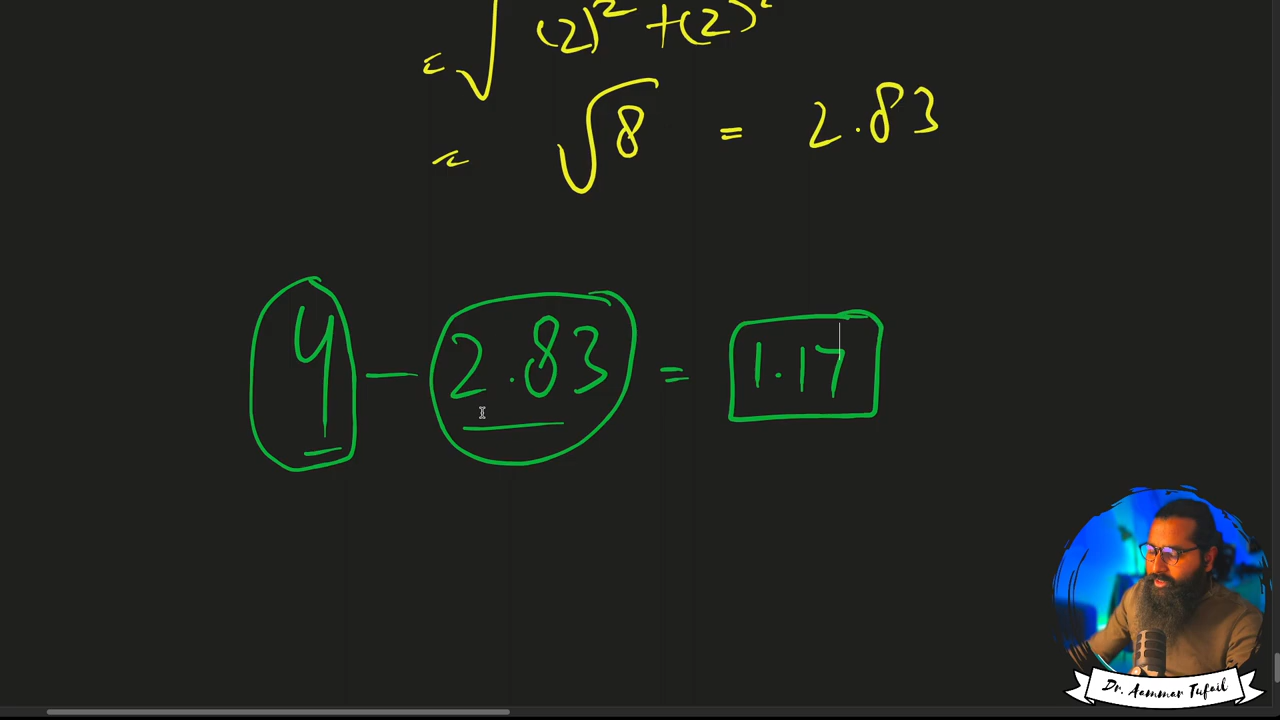 = √ (2)² + (2)²
= √8 = 2.83
4 - 2.83 = 1.17
Dr. Aammar Tufail